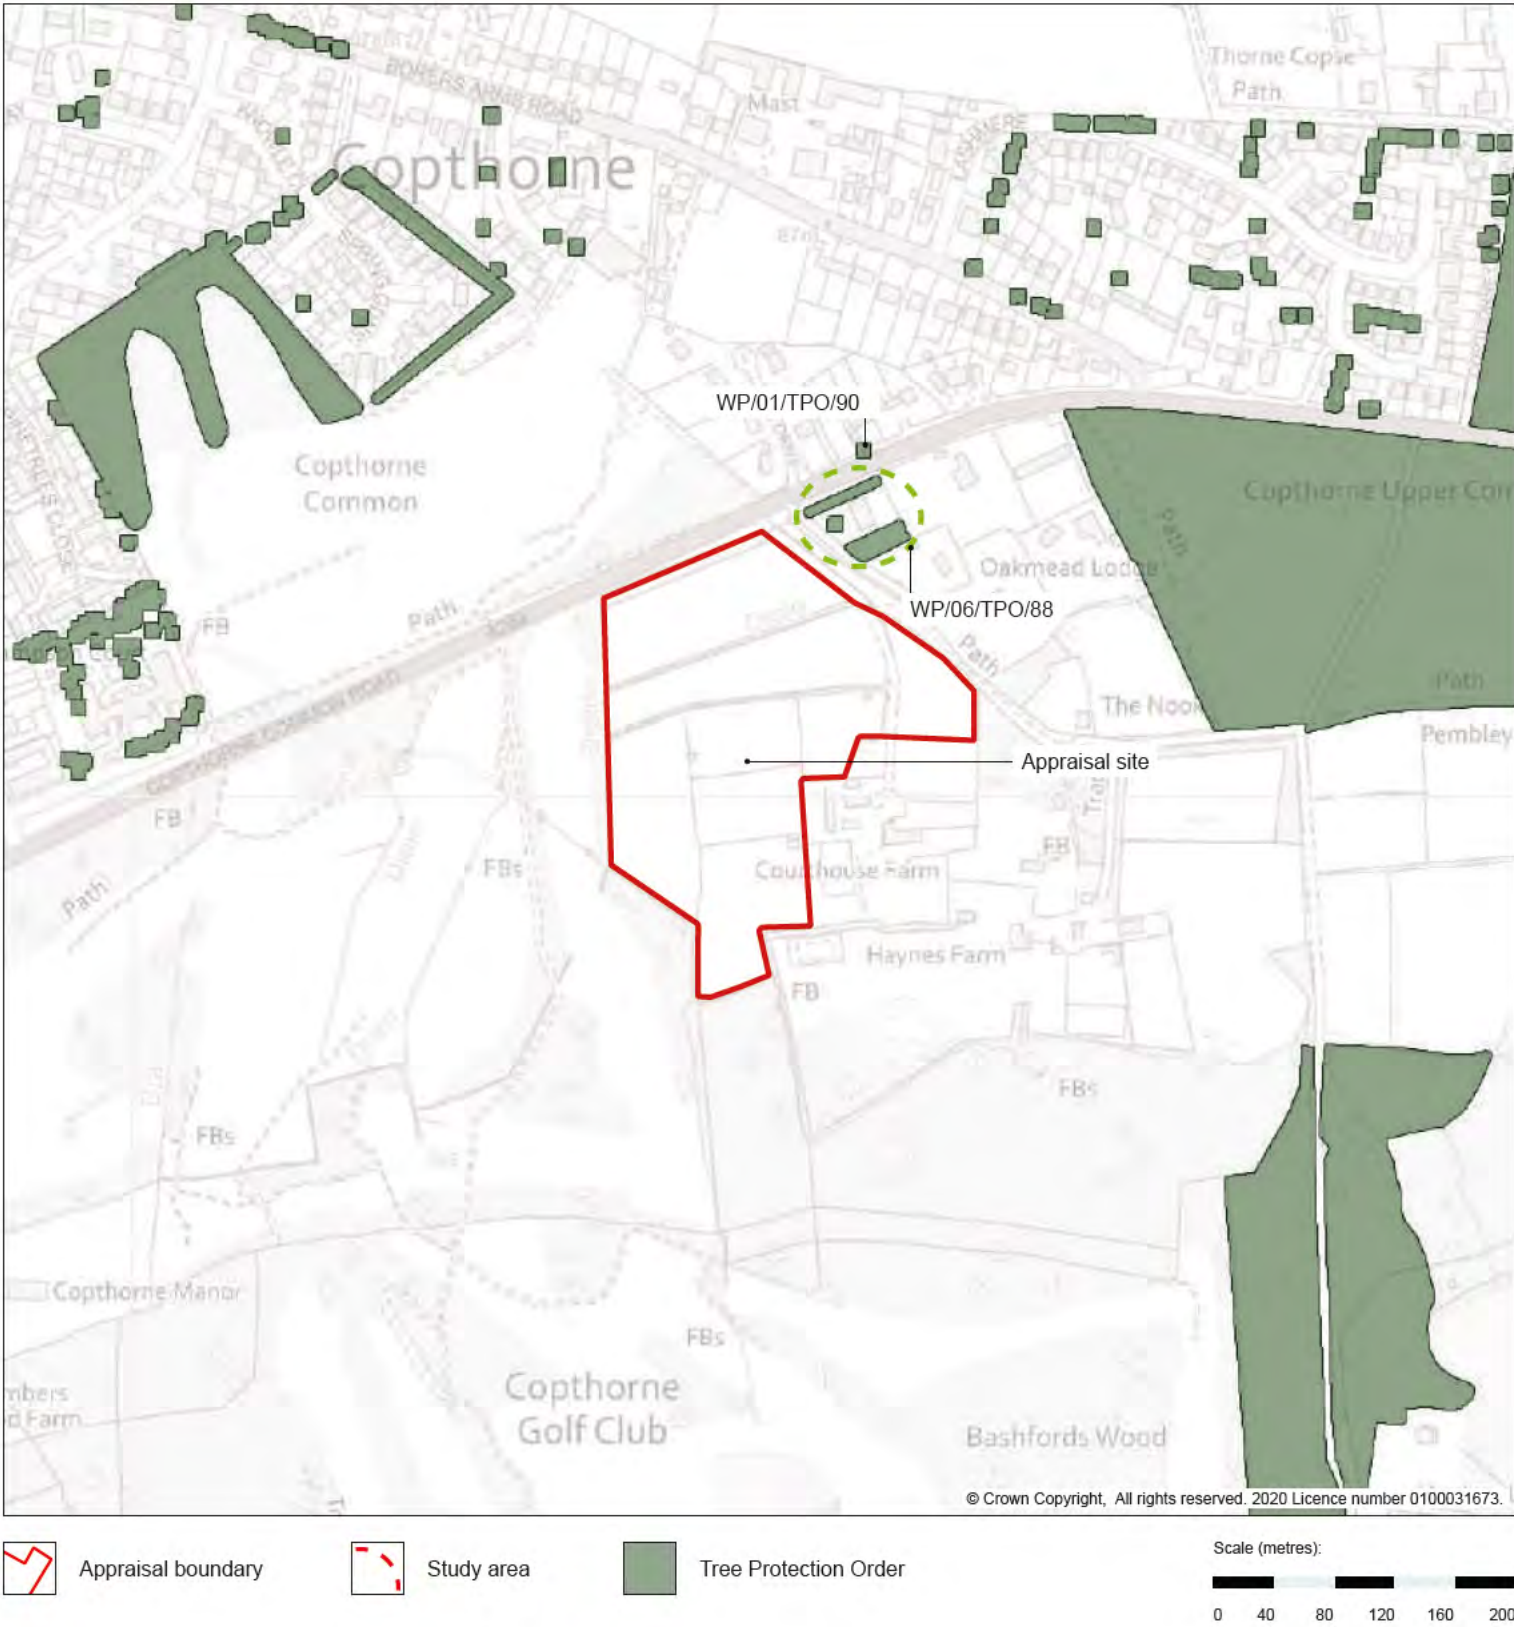 Thorne Copse
Path
BORERS ARMS ROAD
Mast
Copthorne
WP/01/TPO/90
Copthorne
Common
Copthorne Upper Com
Path
Oakmead Lodge
WP/06/TPO/88
Path
FB
Path
Path
The Nook
Pembley
COPTHORNE COMMON ROAD
Appraisal site
FB
FB
FBs
Courthouse Farm
Path
Haynes Farm
FB
FBs
FBs
Copthorne Manor
FBs
Copthorne
Golf Club
mbers
d Farm
Bashfords Wood
© Crown Copyright, All rights reserved. 2020 Licence number 0100031673.
Appraisal boundary
Study area
Tree Protection Order
Scale (metres):
0 40 80 120 160 200